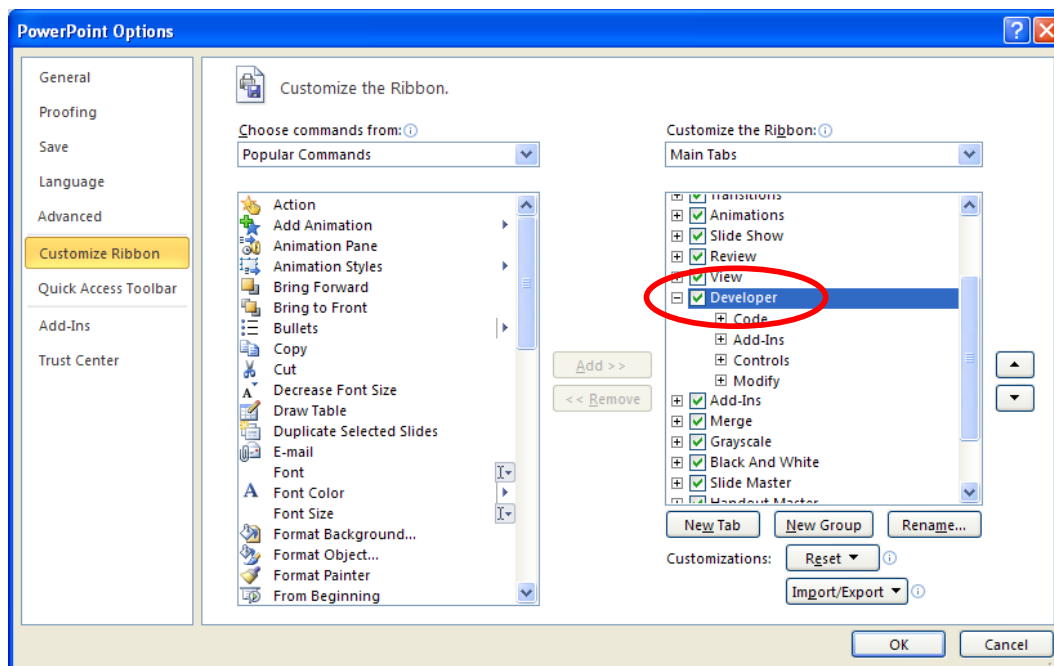 PowerPoint Options
General
Proofing
Save
Language
Advanced
Customize Ribbon
Quick Access Toolbar
Add-Ins
Trust Center
Customize the Ribbon.
Choose commands from:
Popular Commands
Action
Add Animation
Animation Pane
Animation Styles
Bring Forward
Bring to Front
Bullets
Copy
Cut
Decrease Font Size
Draw Table
Duplicate Selected Slides
E-mail
Font
Font Color
Font Size
Format Background...
Format Object...
Format Painter
From Beginning
Add >>
<< Remove
Customize the Ribbon:
Main Tabs
Transitions
Animations
Slide Show
Review
View
Developer
Code
Add-Ins
Controls
Modify
Add-Ins
Merge
Grayscale
Black And White
Slide Master
Handout Master
New Tab New Group Rename...
Customizations: Reset
Import/Export
OK Cancel